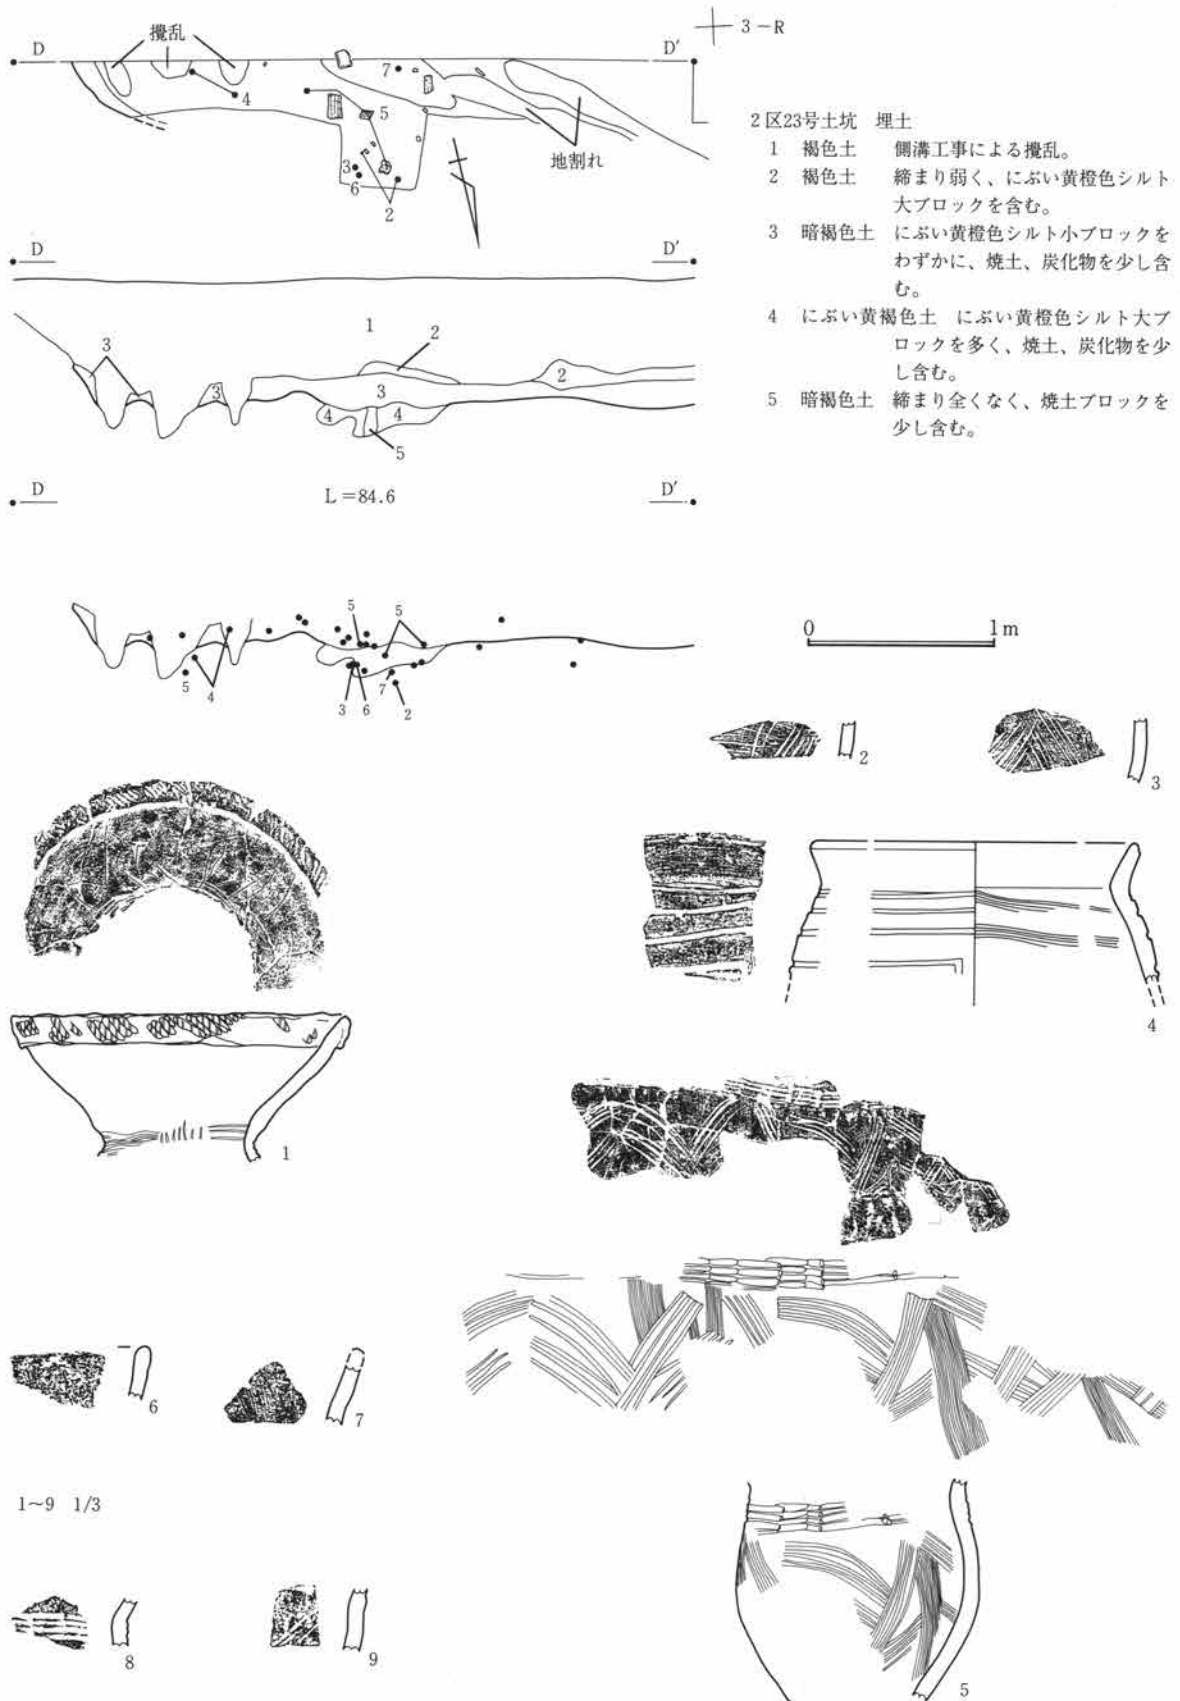 3－R
D 攪乱 D′
7
4
5
3
6
2
地割れ
2区23号土坑　埋土
1　褐色土　側溝工事による攪乱。
2　褐色土　締まり弱く、にぶい黄橙色シルト
大ブロックを含む。
3　暗褐色土　にぶい黄橙色シルト小ブロックを
わずかに、焼土、炭化物を少し含
む。
4　にぶい黄褐色土　にぶい黄橙色シルト大ブ
ロックを多く、焼土、炭化物を少
し含む。
5　暗褐色土　締まり全くなく、焼土ブロックを
少し含む。
D D′
1
2
3
2
3
3
4 4
5
D L＝84.6 D′
5 5
5 4
7
3 6 2
0 1m
2
3
4
1
6
7
1～9　1/3
8
9
5